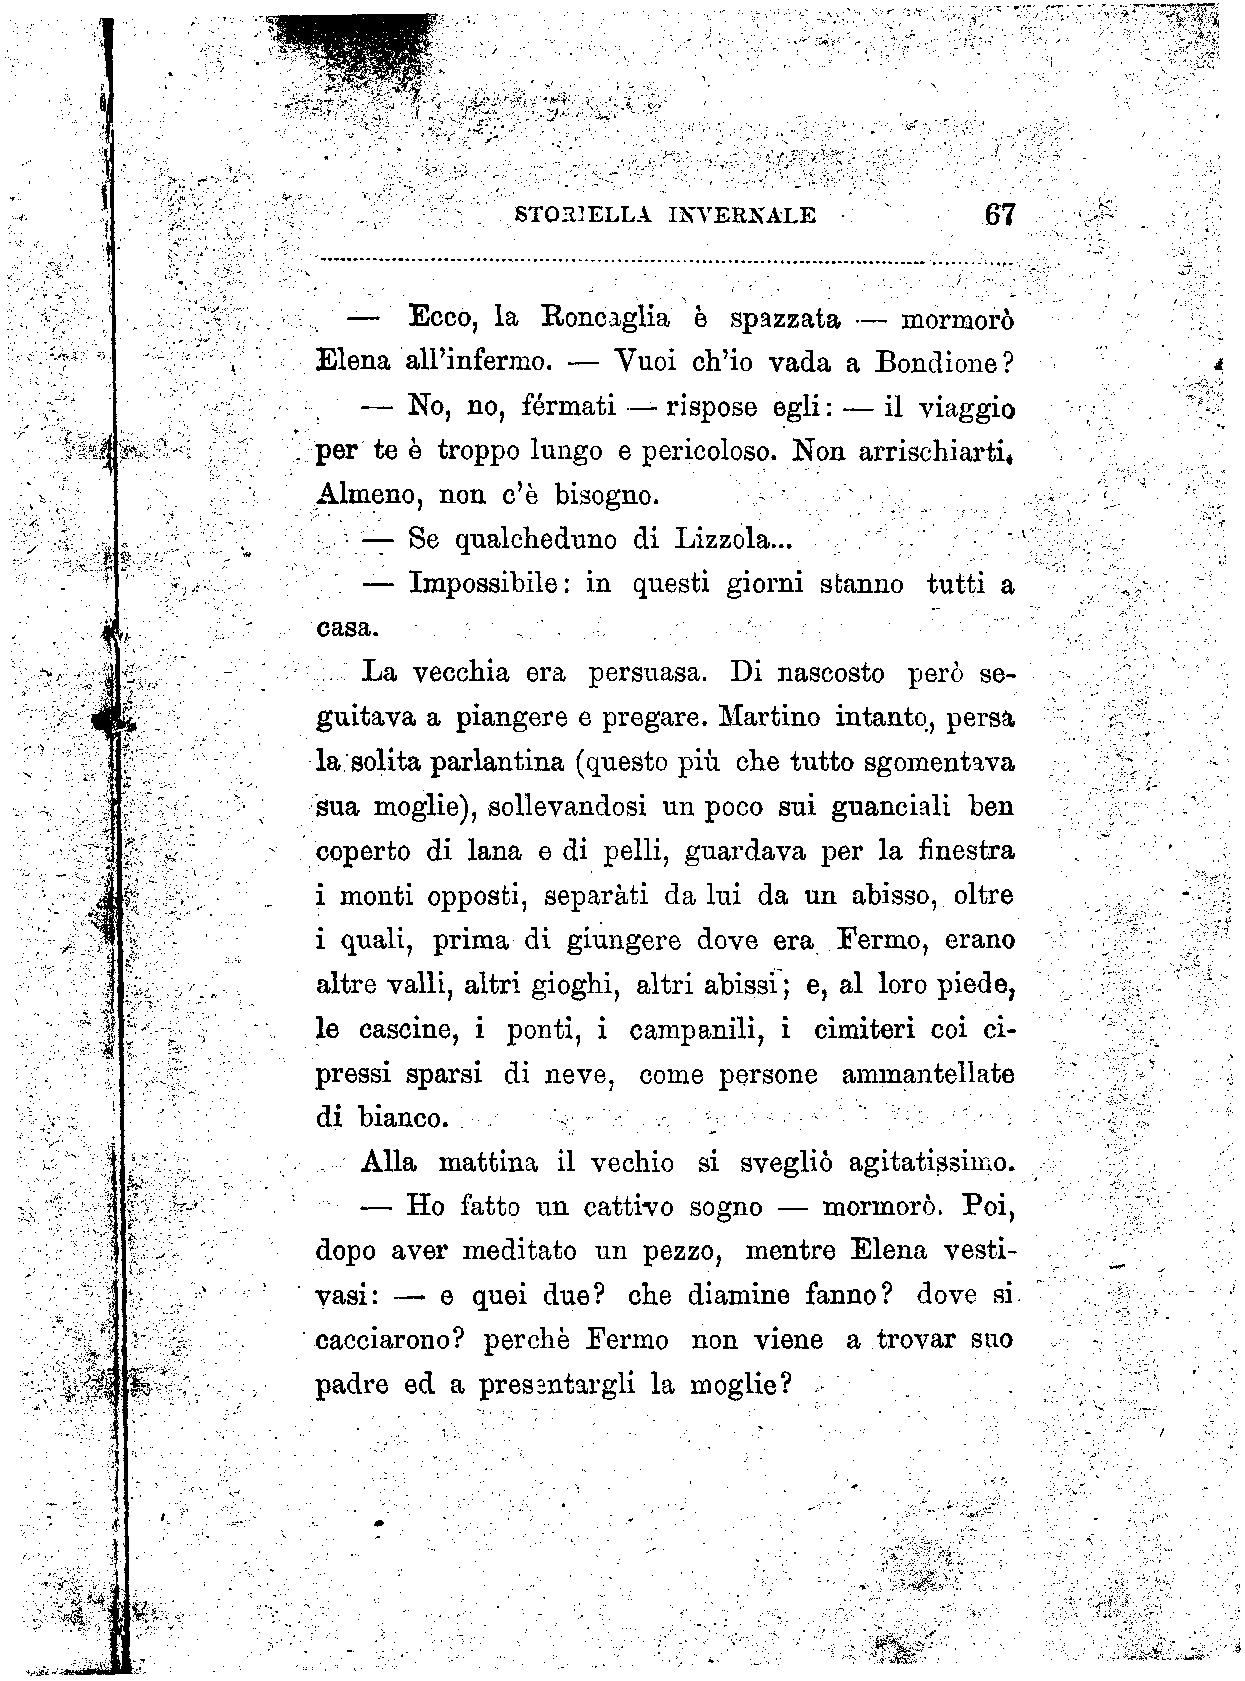 STORIELLA INVERNALE 67
— Ecco, la Roncaglia è spazzata — mormorò
Elena all'infermo. — Vuoi ch'io vada a Bondione?
— No, no, férmati — rispose egli: — il viaggio
per te è troppo lungo e pericoloso. Non arrischiarti.
Almeno, non c'è bisogno.
— Se qualcheduno di Lizzola...
— Impossibile: in questi giorni stanno tutti a
casa.
La vecchia era persuasa. Di nascosto però se-
guitava a piangere e pregare. Martino intanto, persa
la solita parlantina (questo più che tutto sgomentava
sua moglie), sollevandosi un poco sui guanciali ben
coperto di lana e di pelli, guardava per la finestra
i monti opposti, separàti da lui da un abisso, oltre
i quali, prima di giungere dove era Fermo, erano
altre valli, altri gioghi, altri abissi; e, al loro piede,
le cascine, i ponti, i campanili, i cimiteri coi ci-
pressi sparsi di neve, come persone ammantellate
di bianco.
Alla mattina il vechio si svegliò agitatissimo.
— Ho fatto un cattivo sogno — mormorò. Poi,
dopo aver meditato un pezzo, mentre Elena vesti-
vasi: — e quei due? che diamine fanno? dove si
cacciarono? perchè Fermo non viene a trovar suo
padre ed a presentargli la moglie?